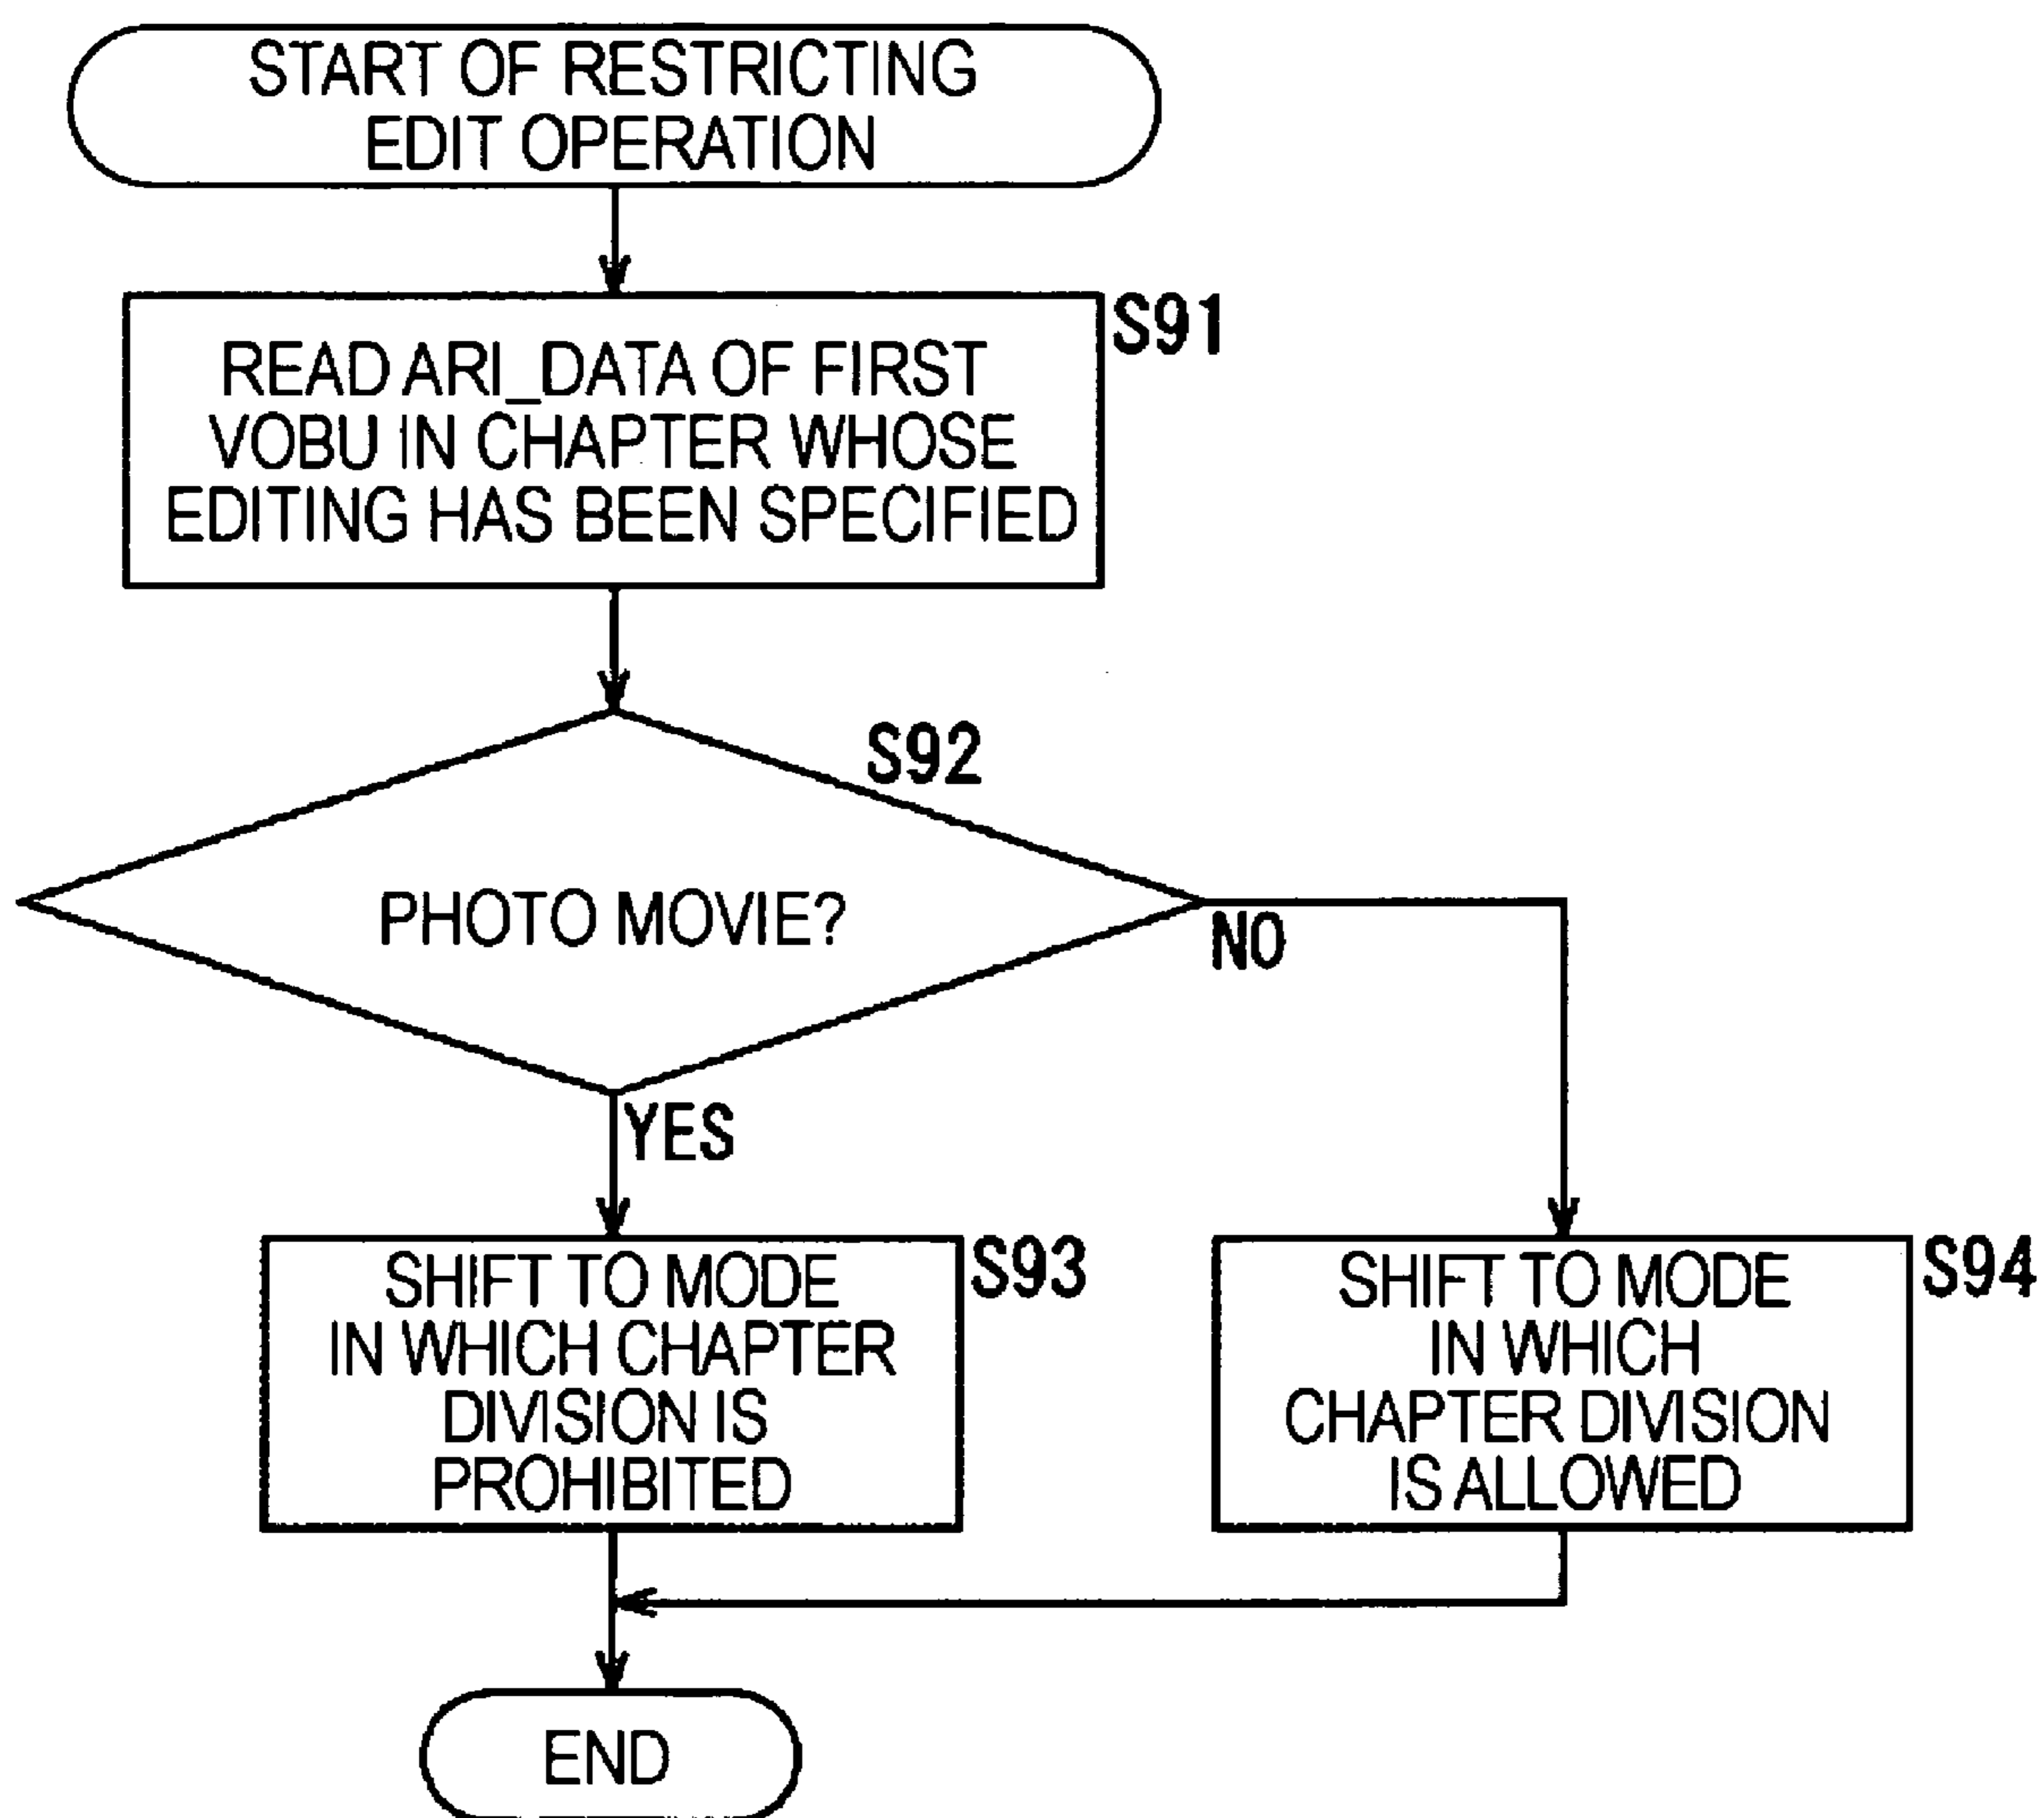 START OF RESTRICTING
EDIT OPERATION
S91
READ ARI_DATA OF FIRST
VOBU IN CHAPTER WHOSE
EDITING HAS BEEN SPECIFIED
S92
PHOTO MOVIE?
NO
YES
S93
SHIFT TO MODE
IN WHICH CHAPTER
DIVISION IS
PROHIBITED
S94
SHIFT TO MODE
IN WHICH
CHAPTER DIVISION
IS ALLOWED
END